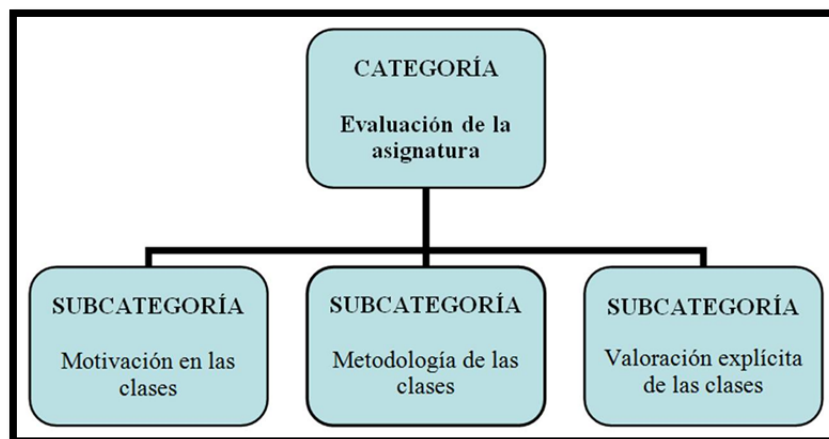 CATEGORÍA
Evaluación de la
asignatura
SUBCATEGORÍA
Motivación en las
clases
SUBCATEGORÍA
Metodología de las
clases
SUBCATEGORÍA
Valoración explícita
de las clases